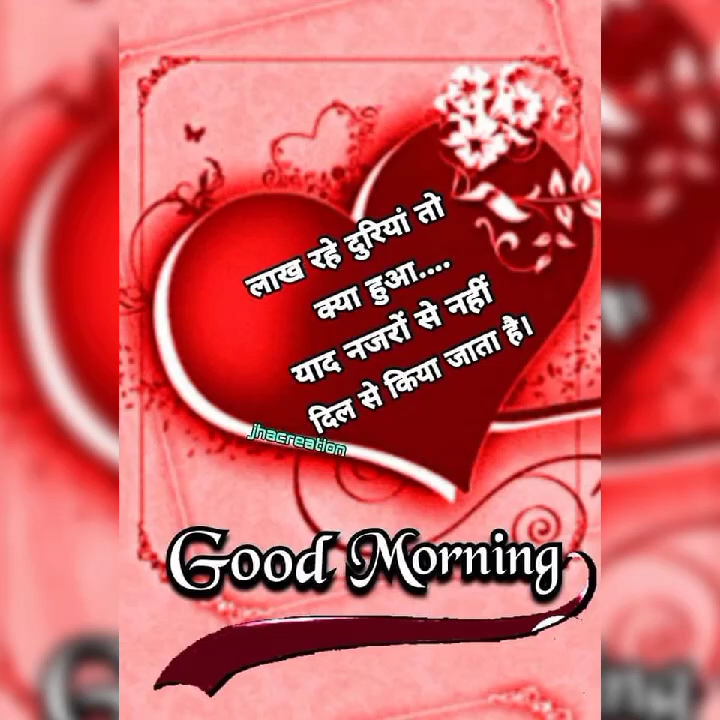 लाख रहे दुरियां तो
क्या हुआ....
याद नजरों से नहीं
दिल से किया जाता है।
jhacreation
Good Morning